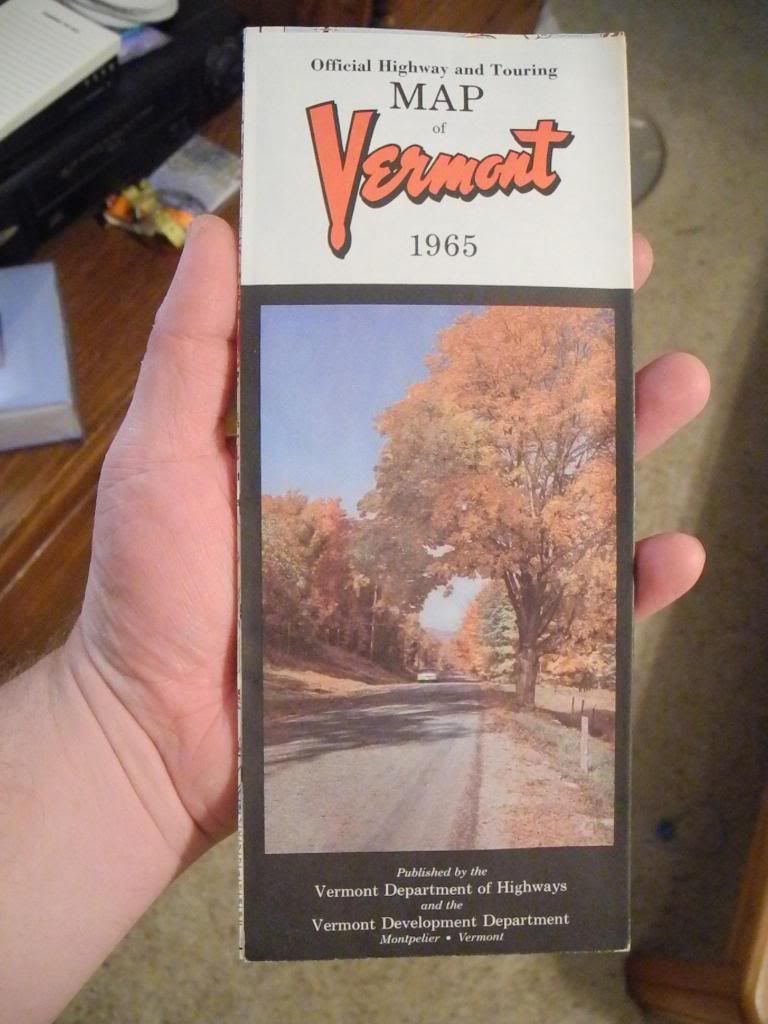 Official Highway and Touring
MAP
of
Vermont
1965
Published by the
Vermont Department of Highways
and the
Vermont Development Department
Montpelier • Vermont